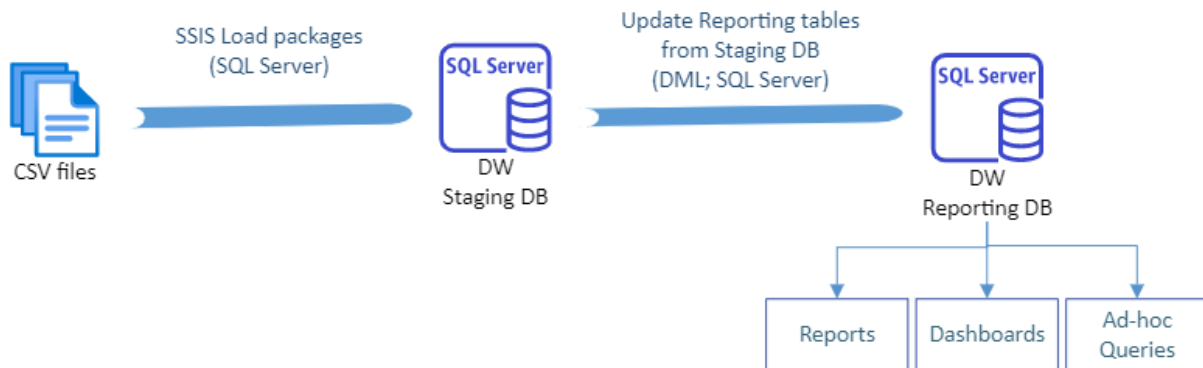 SSIS Load packages
(SQL Server)
Update Reporting tables
from Staging DB
(DML; SQL Server)
SQL Server
SQL Server
CSV files
DW
Staging DB
DW
Reporting DB
Reports
Dashboards
Ad-hoc
Queries